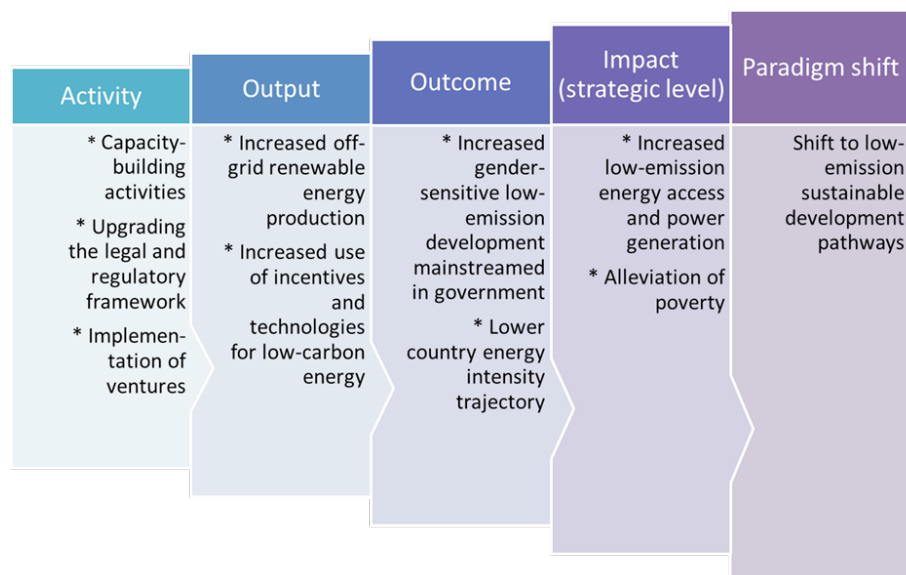 Activity
* Capacity-
building
activities
* Upgrading
the legal and
regulatory
framework
* Implemen-
tation of
ventures
Output
* Increased off-
grid renewable
energy
production
* Increased use
of incentives
and
technologies
for low-carbon
energy
Outcome
* Increased
gender-
sensitive low-
emission
development
mainstreamed
in government
* Lower
country energy
intensity
trajectory
Impact
(strategic level)
* Increased
low-emission
energy access
and power
generation
* Alleviation of
poverty
Paradigm shift
Shift to low-
emission
sustainable
development
pathways